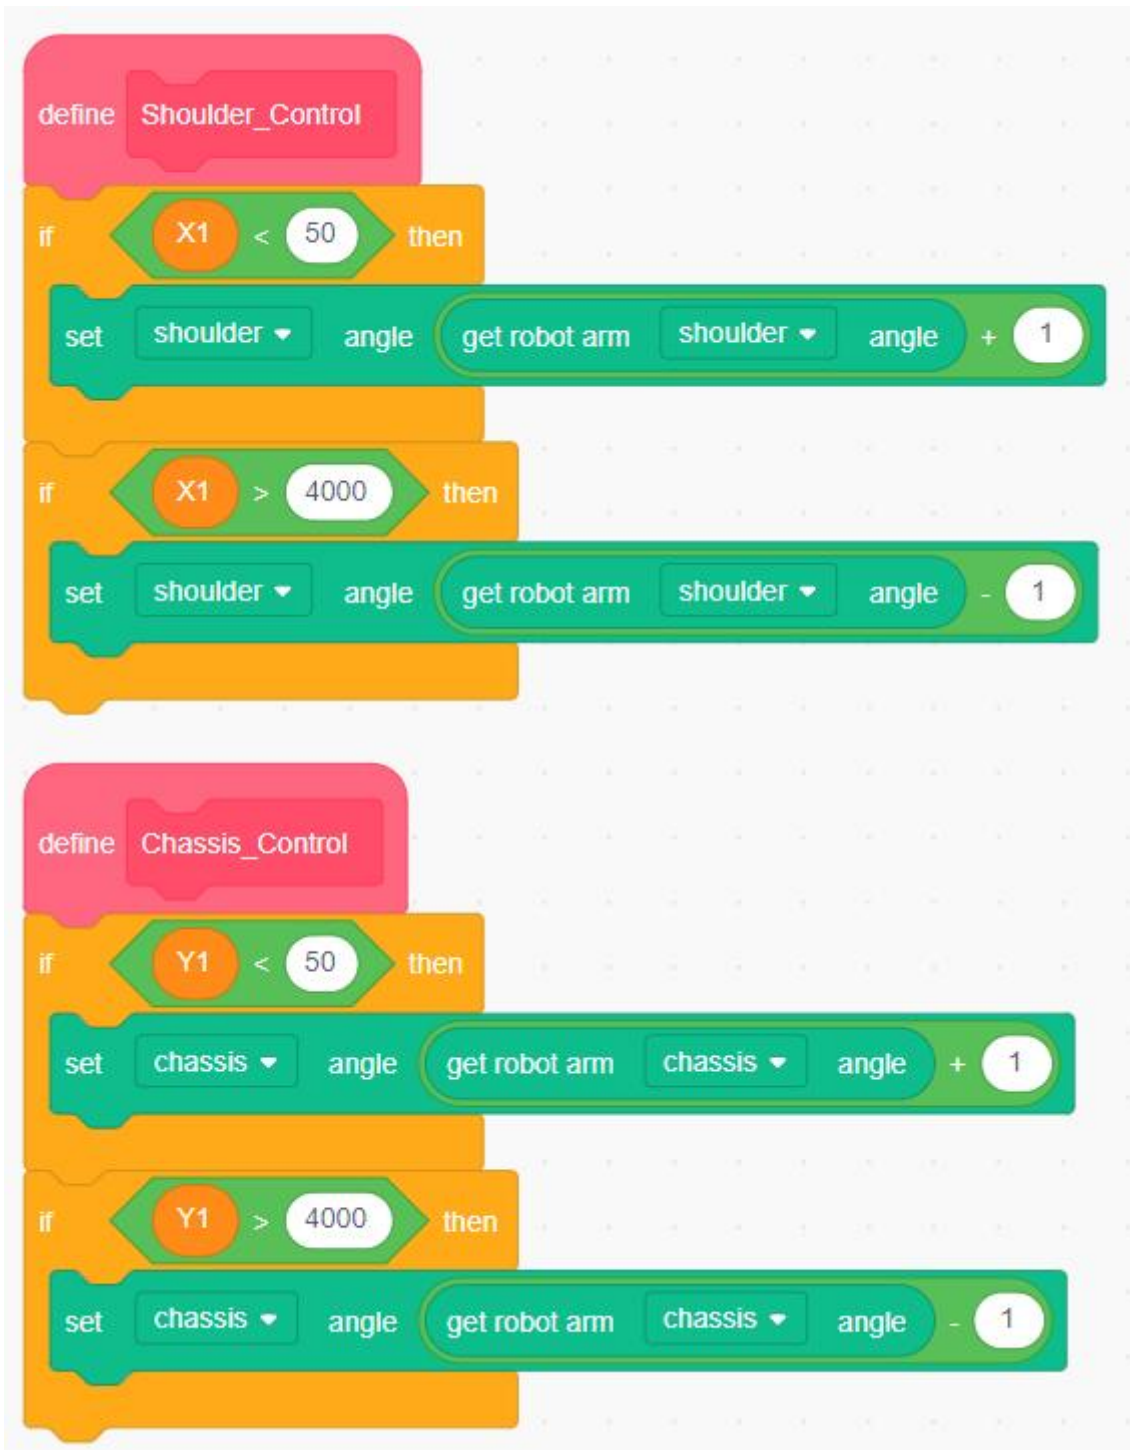 define Shoulder_Control
if X1 < 50 then
set shoulder angle get robot arm shoulder angle + 1
if X1 > 4000 then
set shoulder angle get robot arm shoulder angle - 1
define Chassis_Control
if Y1 < 50 then
set chassis angle get robot arm chassis angle + 1
if Y1 > 4000 then
set chassis angle get robot arm chassis angle - 1